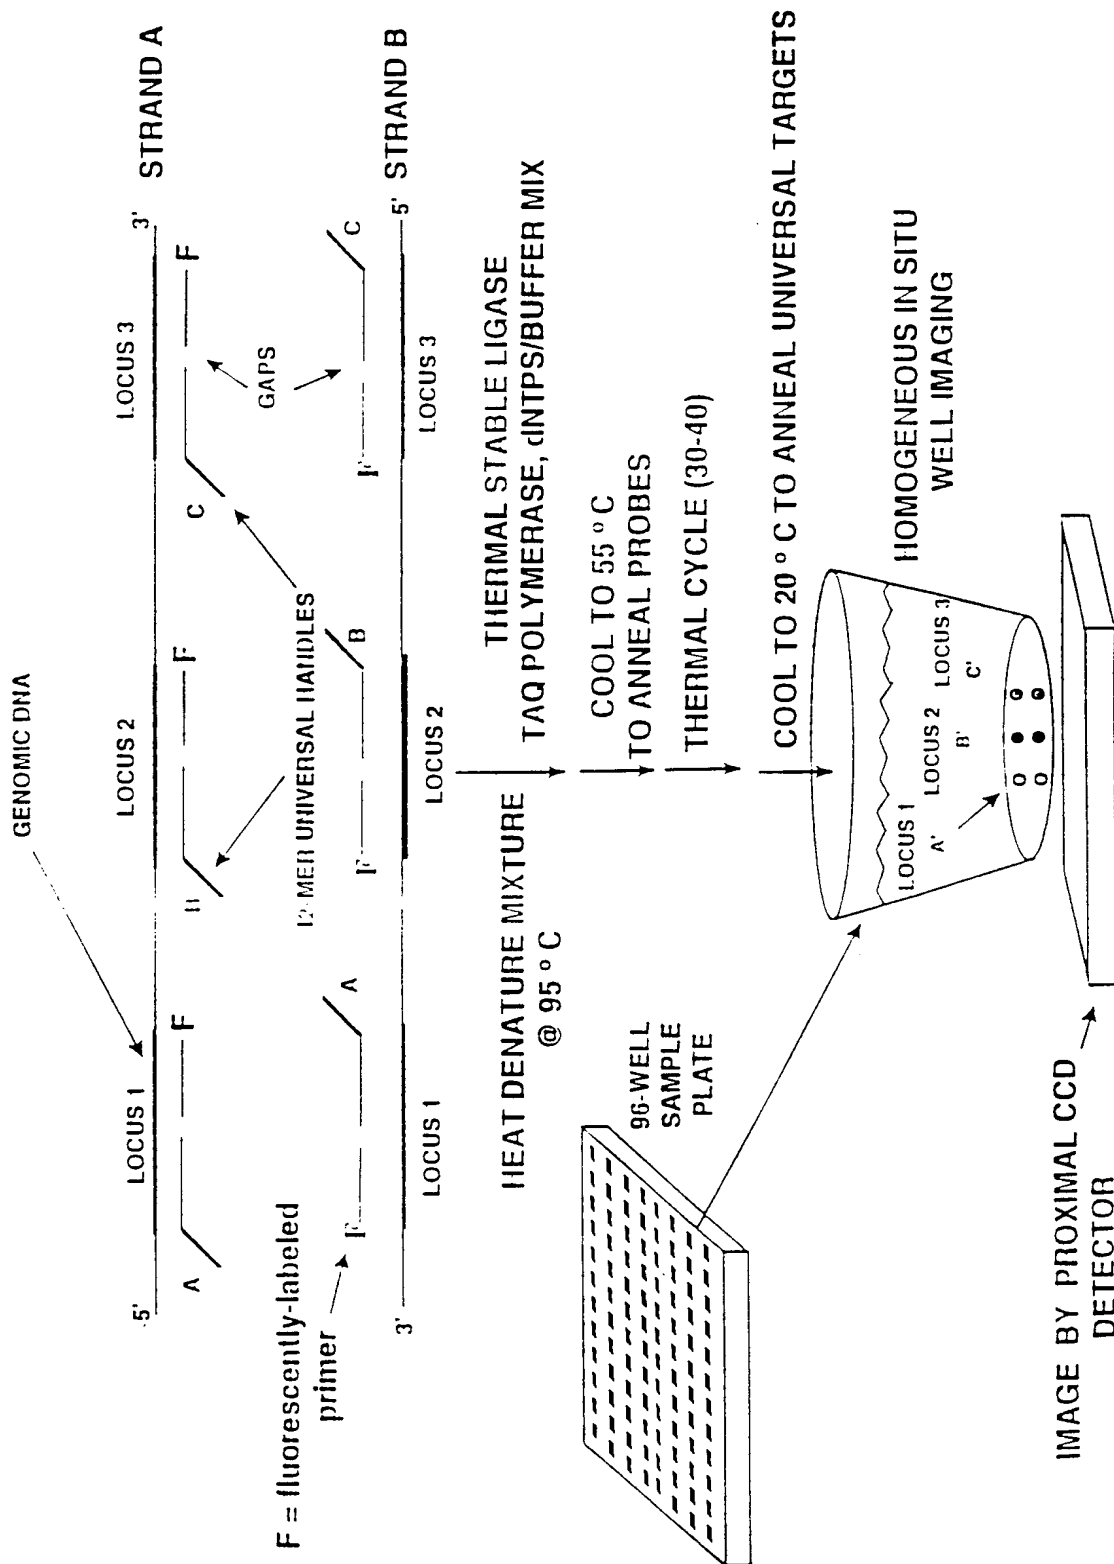 GENOMIC DNA
LOCUS 1
LOCUS 2
LOCUS 3
5'
3'
STRAND A
A
F
B
F
C
F
GAPS
12-MER UNIVERSAL HANDLES
F = fluorescently-labeled
primer
F
A
F
B
F
C
3'
5'
STRAND B
LOCUS 1
LOCUS 2
LOCUS 3
HEAT DENATURE MIXTURE
@ 95 °C
THERMAL STABLE LIGASE
TAQ POLYMERASE, dNTPS/BUFFER MIX
COOL TO 55 °C
TO ANNEAL PROBES
THERMAL CYCLE (30-40)
COOL TO 20 °C TO ANNEAL UNIVERSAL TARGETS
96-WELL
SAMPLE
PLATE
LOCUS 1
A'
LOCUS 2
B'
LOCUS 3
C'
HOMOGENEOUS IN SITU
WELL IMAGING
IMAGE BY PROXIMAL CCD
DETECTOR